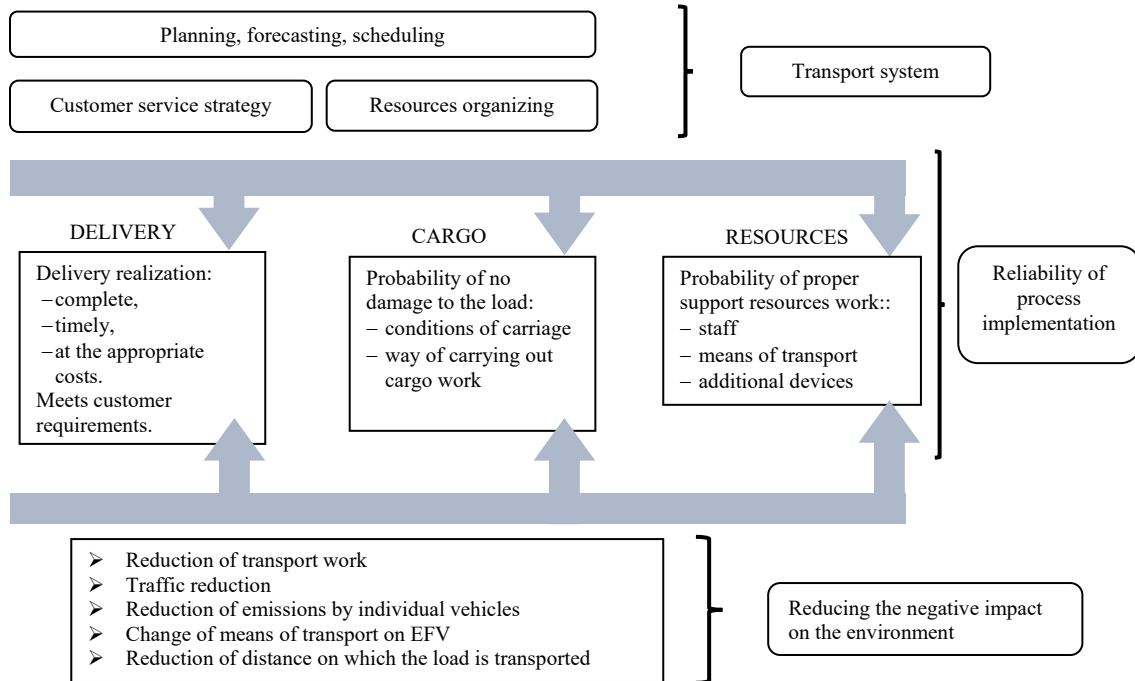 Planning, forecasting, scheduling
Transport system
Customer service strategy
Resources organizing
DELIVERY
Delivery realization:
–complete,
–timely,
–at the appropriate
costs.
Meets customer
requirements.
CARGO
Probability of no
damage to the load:
– conditions of carriage
– way of carrying out
cargo work
RESOURCES
Probability of proper
support resources work::
– staff
– means of transport
– additional devices
Reliability of
process
implementation
➢ Reduction of transport work
➢ Traffic reduction
➢ Reduction of emissions by individual vehicles
➢ Change of means of transport on EFV
➢ Reduction of distance on which the load is transported
Reducing the negative impact
on the environment